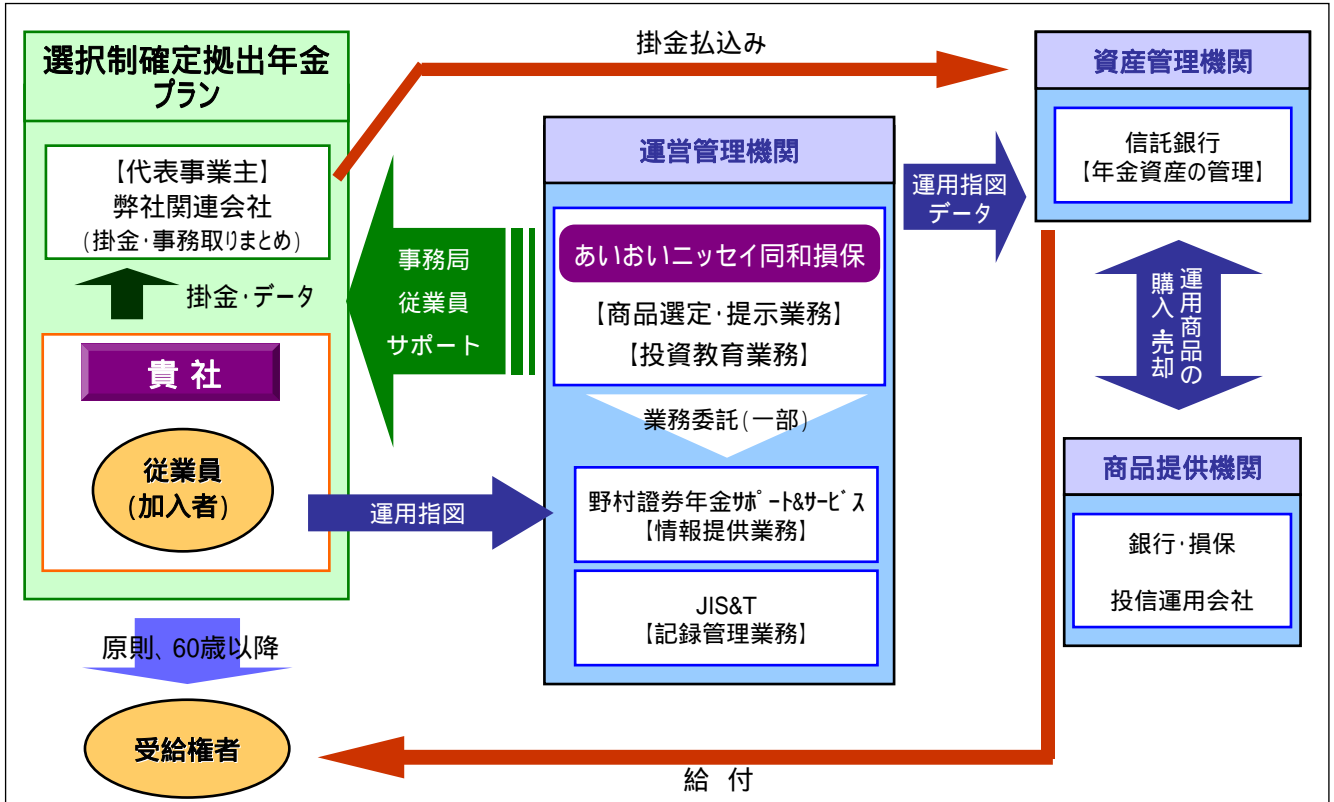 選択制確定拠出年金
プラン
【代表事業主】
弊社関連会社
(掛金・事務取りまとめ)
掛金・データ
貴 社
従業員
(加入者)
原則、60歳以降
受給権者
掛金払込み
事務局
従業員
サポート
運用指図
運営管理機関
あいおいニッセイ同和損保
【商品選定・提示業務】
【投資教育業務】
業務委託(一部)
野村證券年金ｻﾎﾟｰﾄ&ｻｰﾋﾞｽ
【情報提供業務】
JIS&T
【記録管理業務】
運用指図
データ
資産管理機関
信託銀行
【年金資産の管理】
運用商品の
購入・売却
商品提供機関
銀行・損保
投信運用会社
給 付